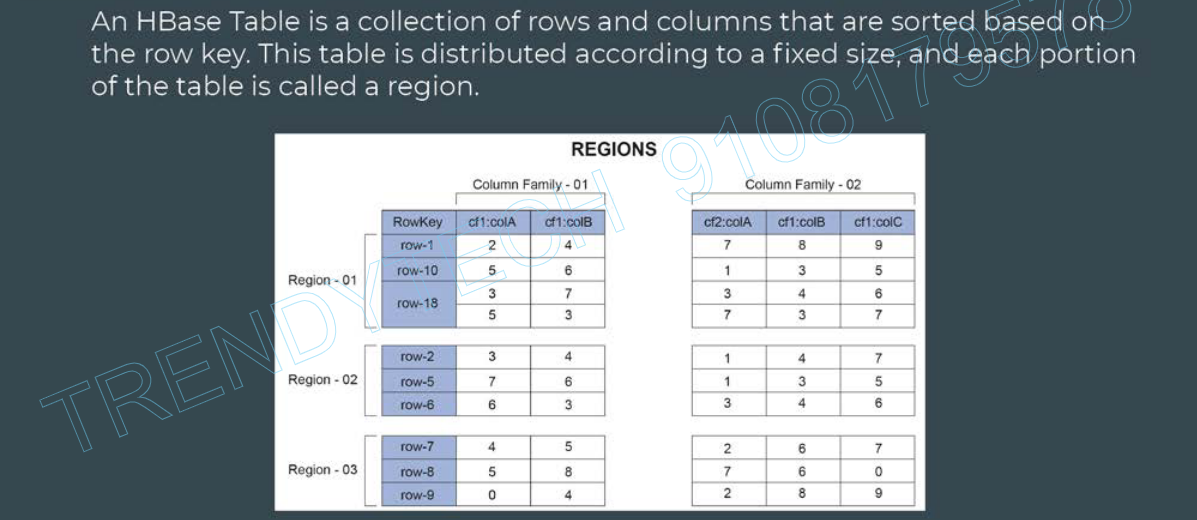 An HBase Table is a collection of rows and columns that are sorted based on
the row key. This table is distributed according to a fixed size, and each portion
of the table is called a region.
REGIONS
Column Family - 01 Column Family - 02
RowKey cf1:colA cf1:colB cf2:colA cf1:colB cf1:colC
Region - 01
row-1 2 4 7 8 9
row-10 5 6 1 3 5
row-18 3 7 3 4 6
5 3 7 3 7
Region - 02
row-2 3 4 1 4 7
row-5 7 6 1 3 5
row-6 6 3 3 4 6
Region - 03
row-7 4 5 2 6 7
row-8 5 8 7 6 0
row-9 0 4 2 8 9